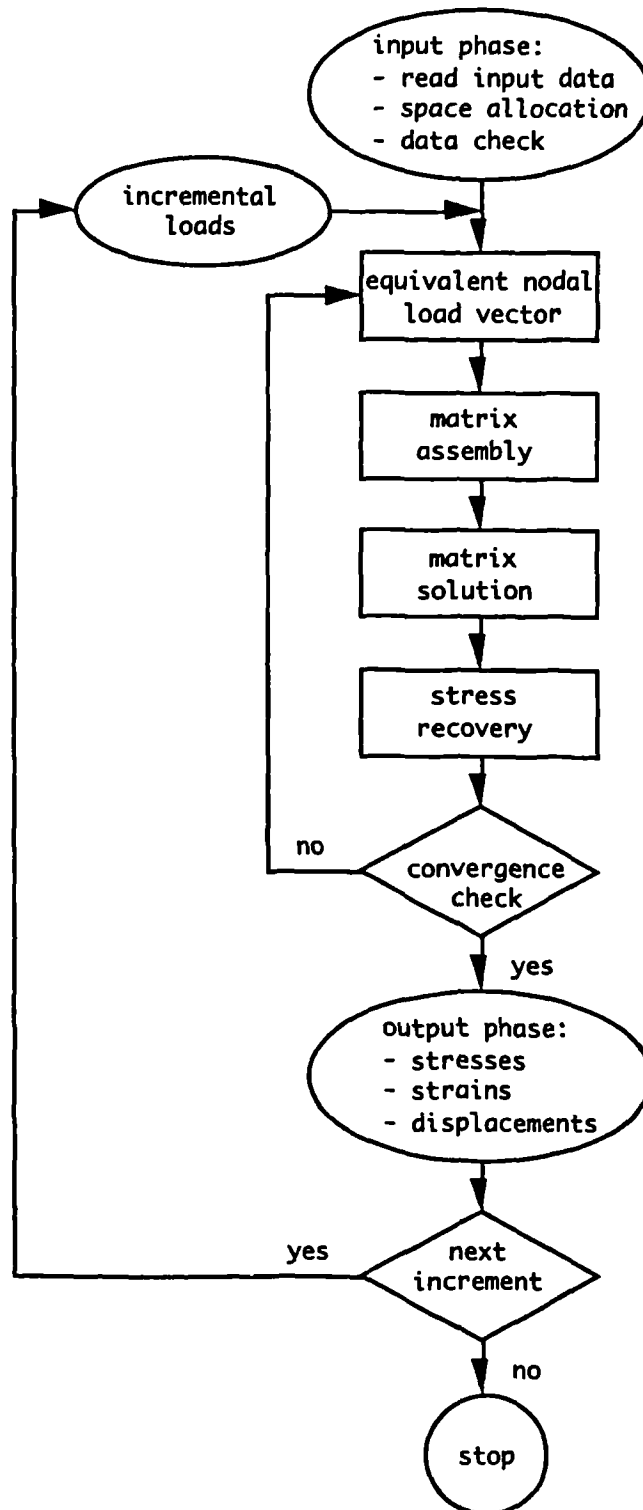 input phase:
- read input data
- space allocation
- data check
incremental
loads
equivalent nodal
load vector
matrix
assembly
matrix
solution
stress
recovery
no
convergence
check
yes
output phase:
- stresses
- strains
- displacements
yes
next
increment
no
stop